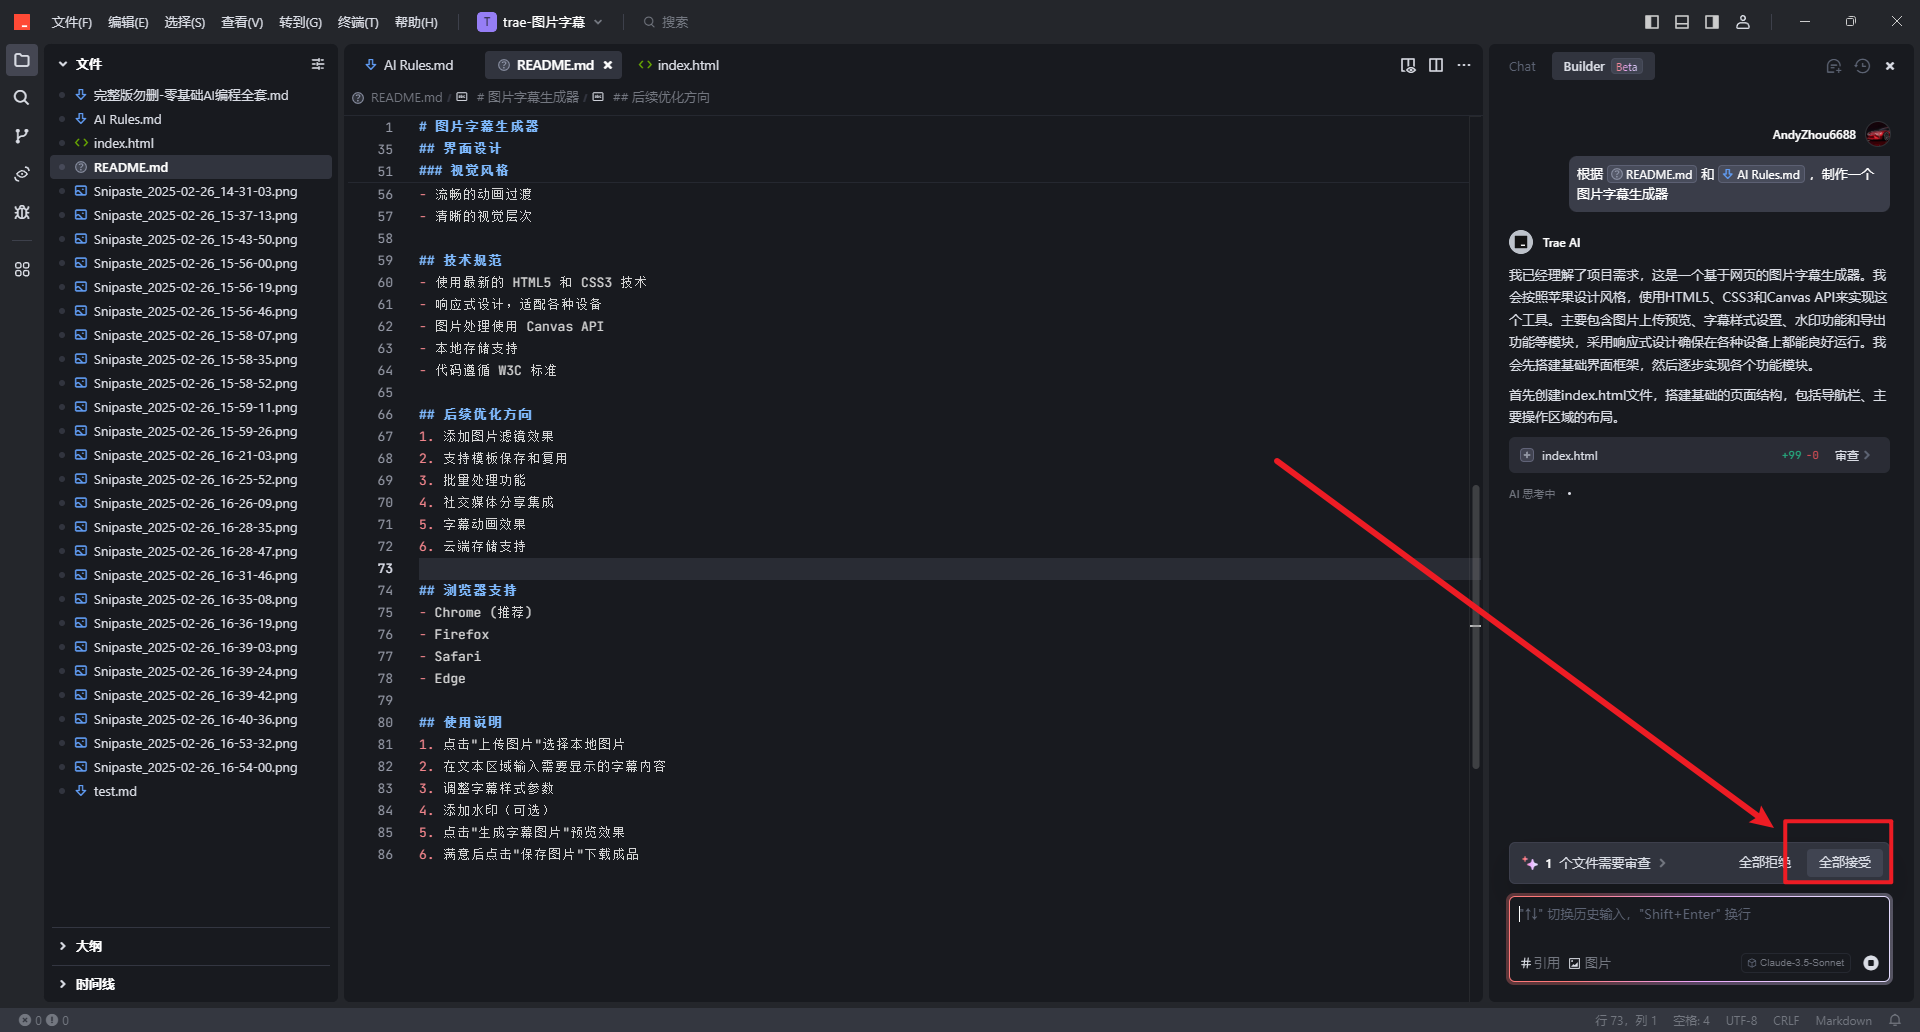 文件(F) 编辑(E) 选择(S) 查看(V) 转到(G) 终端(T) 帮助(H) T trae-图片字幕 搜索
文件
完整版勿删-零基础AI编程全套.md
AI Rules.md
index.html
README.md
Snipaste_2025-02-26_14-31-03.png
Snipaste_2025-02-26_15-37-13.png
Snipaste_2025-02-26_15-43-50.png
Snipaste_2025-02-26_15-56-00.png
Snipaste_2025-02-26_15-56-19.png
Snipaste_2025-02-26_15-56-46.png
Snipaste_2025-02-26_15-58-07.png
Snipaste_2025-02-26_15-58-35.png
Snipaste_2025-02-26_15-58-52.png
Snipaste_2025-02-26_15-59-11.png
Snipaste_2025-02-26_15-59-26.png
Snipaste_2025-02-26_16-21-03.png
Snipaste_2025-02-26_16-25-52.png
Snipaste_2025-02-26_16-26-09.png
Snipaste_2025-02-26_16-28-35.png
Snipaste_2025-02-26_16-28-47.png
Snipaste_2025-02-26_16-31-46.png
Snipaste_2025-02-26_16-35-08.png
Snipaste_2025-02-26_16-36-19.png
Snipaste_2025-02-26_16-39-03.png
Snipaste_2025-02-26_16-39-24.png
Snipaste_2025-02-26_16-39-42.png
Snipaste_2025-02-26_16-40-36.png
Snipaste_2025-02-26_16-53-32.png
Snipaste_2025-02-26_16-54-00.png
test.md
大纲
时间线
AI Rules.md README.md index.html
README.md / # 图片字幕生成器 / ## 后续优化方向
1 # 图片字幕生成器
35 ## 界面设计
51 ### 视觉风格
56 - 流畅的动画过渡
57 - 清晰的视觉层次
58
59 ## 技术规范
60 - 使用最新的 HTML5 和 CSS3 技术
61 - 响应式设计，适配各种设备
62 - 图片处理使用 Canvas API
63 - 本地存储支持
64 - 代码遵循 W3C 标准
65
66 ## 后续优化方向
67 1. 添加图片滤镜效果
68 2. 支持模板保存和复用
69 3. 批量处理功能
70 4. 社交媒体分享集成
71 5. 字幕动画效果
72 6. 云端存储支持
73
74 ## 浏览器支持
75 - Chrome (推荐)
76 - Firefox
77 - Safari
78 - Edge
79
80 ## 使用说明
81 1. 点击"上传图片"选择本地图片
82 2. 在文本区域输入需要显示的字幕内容
83 3. 调整字幕样式参数
84 4. 添加水印（可选）
85 5. 点击"生成字幕图片"预览效果
86 6. 满意后点击"保存图片"下载成品
Chat Builder Beta
AndyZhou6688
根据 README.md 和 AI Rules.md ，制作一个
图片字幕生成器
Trae AI
我已经理解了项目需求，这是一个基于网页的图片字幕生成器。我
会按照苹果设计风格，使用HTML5、CSS3和Canvas API来实现这
个工具。主要包含图片上传预览、字幕样式设置、水印功能和导出
功能等模块，采用响应式设计确保在各种设备上都能良好运行。我
会先搭建基础界面框架，然后逐步实现各个功能模块。
首先创建index.html文件，搭建基础的页面结构，包括导航栏、主
要操作区域的布局。
index.html +99 -0 审查
AI 思考中
1 个文件需要审查 全部拒绝 全部接受
"↑↓" 切换历史输入，"Shift+Enter" 换行
# 引用 图片 Claude-3.5-Sonnet
0 0 行 73，列 1 空格: 4 UTF-8 CRLF Markdown